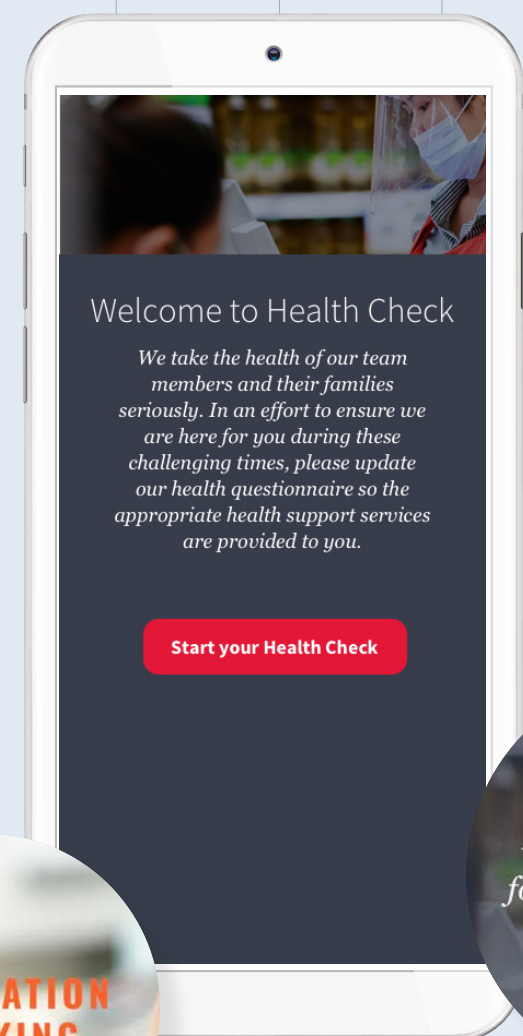 Welcome to Health Check
We take the health of our team
members and their families
seriously. In an effort to ensure we
are here for you during these
challenging times, please update
our health questionnaire so the
appropriate health support services
are provided to you.
Start your Health Check